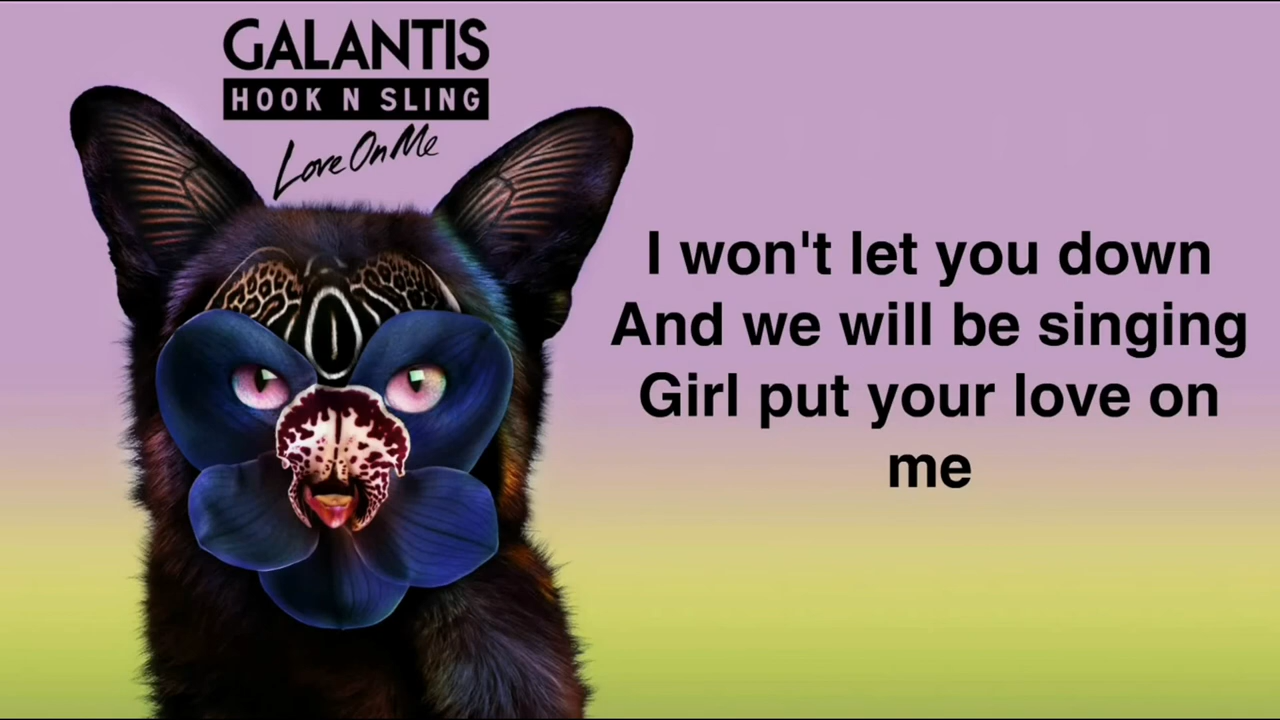 GALANTIS
HOOK N SLING
Love On Me
I won't let you down
And we will be singing
Girl put your love on
me